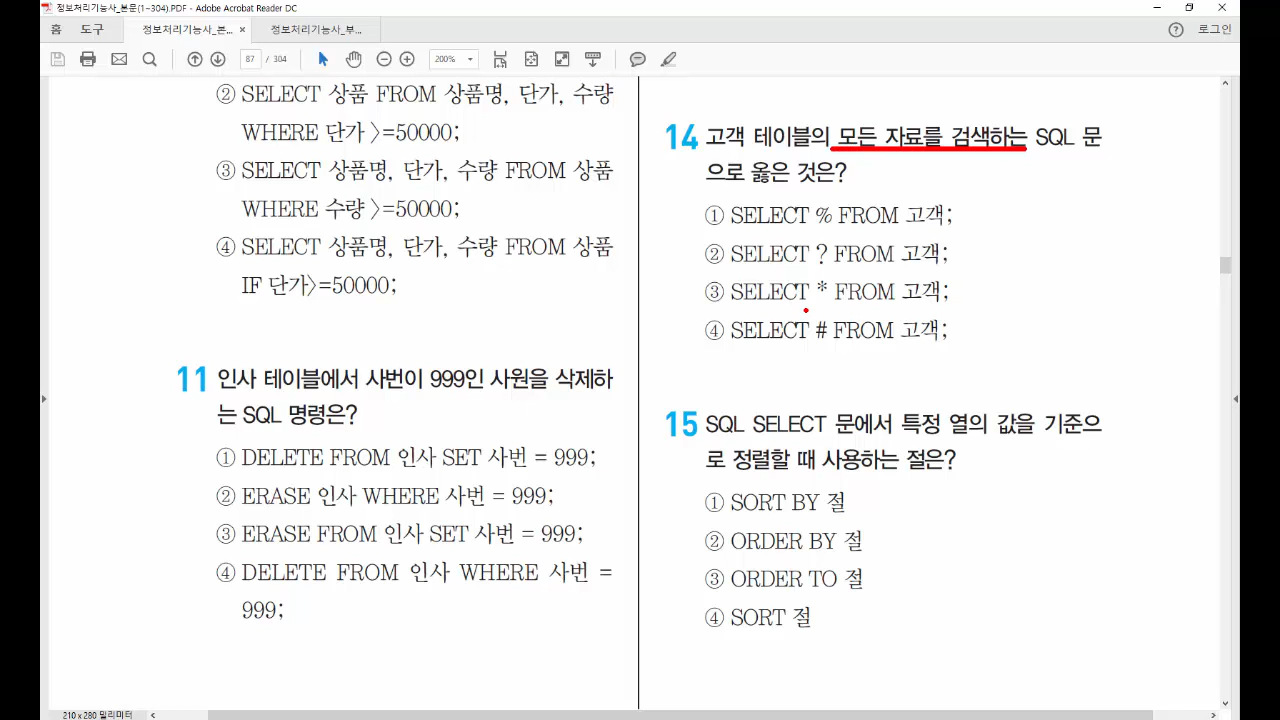 정보처리기능사_본문(1-304).PDF - Adobe Acrobat Reader DC
홈 도구 정보처리기능사_본... × 정보처리기능사_부... 로그인
87 / 304 200%
② SELECT 상품 FROM 상품명, 단가, 수량
WHERE 단가 〉=50000;
③ SELECT 상품명, 단가, 수량 FROM 상품
WHERE 수량 〉=50000;
④ SELECT 상품명, 단가, 수량 FROM 상품
IF 단가〉=50000;
11 인사 테이블에서 사번이 999인 사원을 삭제하
는 SQL 명령은?
① DELETE FROM 인사 SET 사번 = 999;
② ERASE 인사 WHERE 사번 = 999;
③ ERASE FROM 인사 SET 사번 = 999;
④ DELETE FROM 인사 WHERE 사번 =
999;
14 고객 테이블의 모든 자료를 검색하는 SQL 문
으로 옳은 것은?
① SELECT % FROM 고객;
② SELECT ? FROM 고객;
③ SELECT * FROM 고객;
④ SELECT # FROM 고객;
15 SQL SELECT 문에서 특정 열의 값을 기준으
로 정렬할 때 사용하는 절은?
① SORT BY 절
② ORDER BY 절
③ ORDER TO 절
④ SORT 절
210 x 280 밀리미터